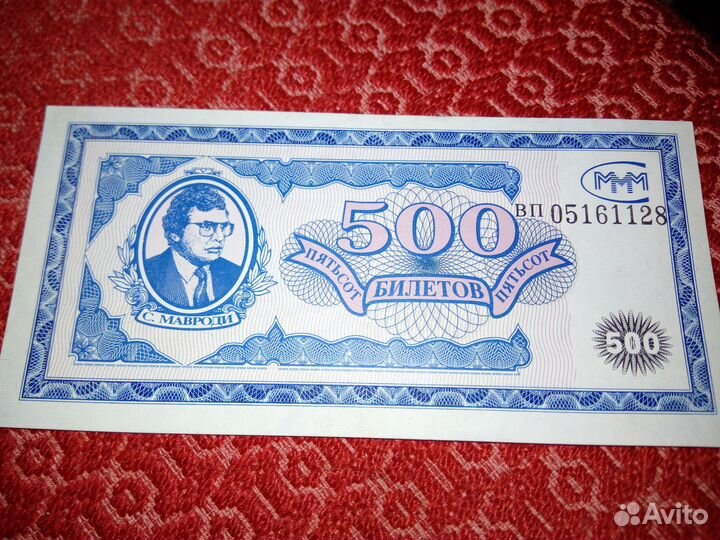 МММ
500
ВП 05161128
ПЯТЬСОТ
БИЛЕТОВ
ПЯТЬСОТ
С. МАВРОДИ
500
Avito